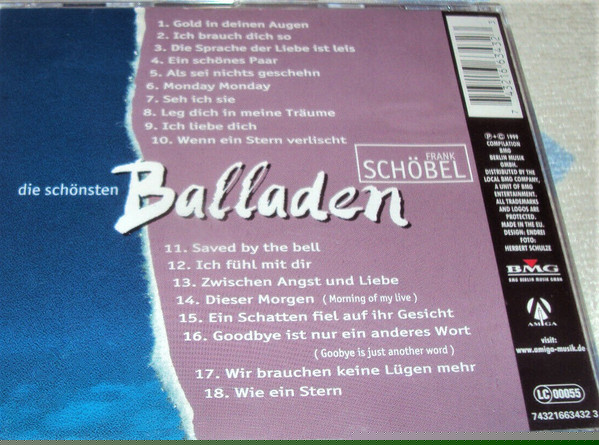 1. Gold in deinen Augen
2. Ich brauch dich so
3. Die Sprache der Liebe ist leis
4. Ein schönes Paar
5. Als sei nichts geschehn
6. Monday Monday
7. Seh ich sie
8. Leg dich in meine Träume
9. Ich liebe dich
10. Wenn ein Stern verlischt
FRANK
SCHÖBEL
die schönsten Balladen
11. Saved by the bell
12. Ich fühl mit dir
13. Zwischen Angst und Liebe
14. Dieser Morgen ( Morning of my live )
15. Ein Schatten fiel auf ihr Gesicht
16. Goodbye ist nur ein anderes Wort
( Goobye is just another word )
17. Wir brauchen keine Lügen mehr
18. Wie ein Stern
7 43216 63432
℗ + © 1999
COMPILATION
BMG
BERLIN MUSIK
GMBH.
DISTRIBUTED BY THE
LOCAL BMG COMPANY,
A UNIT OF BMG
ENTERTAINMENT.
ALL TRADEMARKS
AND LOGOS ARE
PROTECTED.
MADE IN THE EU.
DESIGN: ENDREI
FOTO:
HERBERT SCHULZE
BMG
BMG BERLIN MUSIK GMBH
AMIGA
visit:
www.amiga-musik.de
LC 00055
74321663432 3